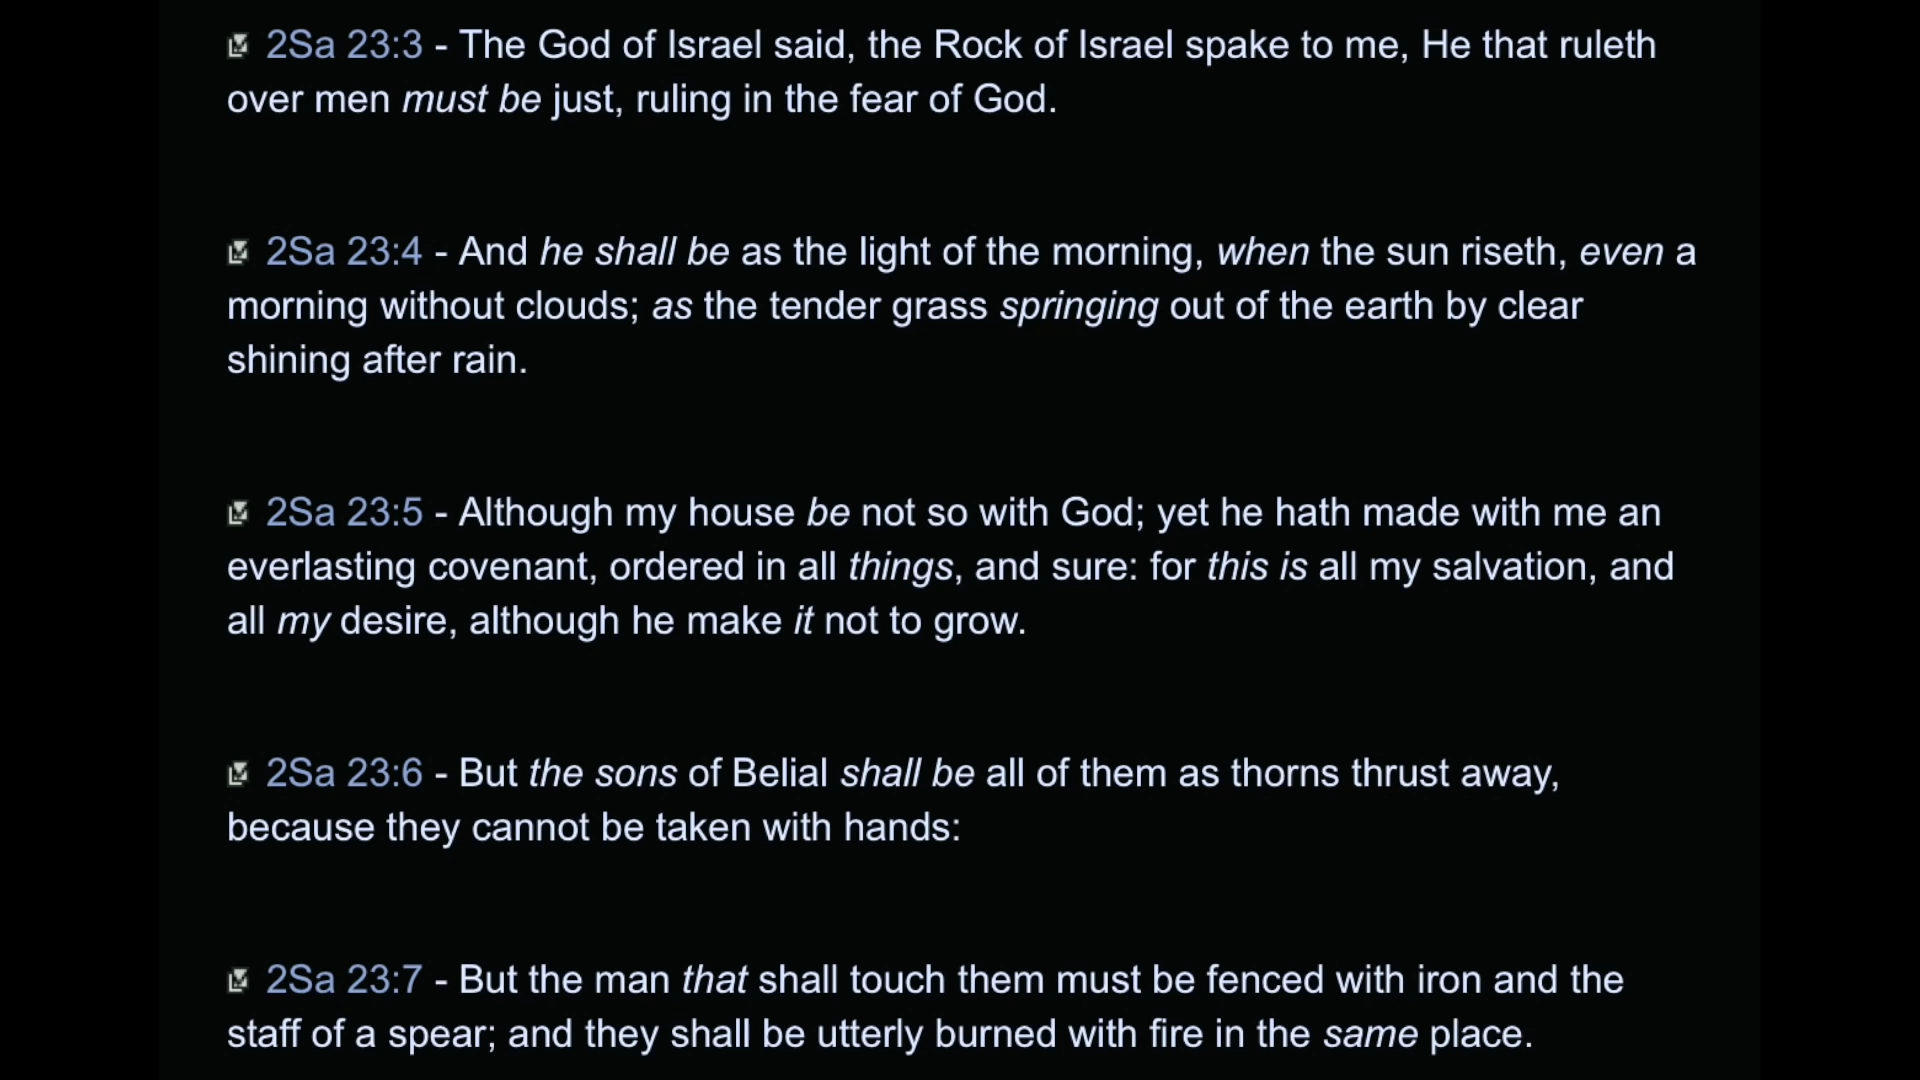 2Sa 23:3 - The God of Israel said, the Rock of Israel spake to me, He that ruleth
over men must be just, ruling in the fear of God.
2Sa 23:4 - And he shall be as the light of the morning, when the sun riseth, even a
morning without clouds; as the tender grass springing out of the earth by clear
shining after rain.
2Sa 23:5 - Although my house be not so with God; yet he hath made with me an
everlasting covenant, ordered in all things, and sure: for this is all my salvation, and
all my desire, although he make it not to grow.
2Sa 23:6 - But the sons of Belial shall be all of them as thorns thrust away,
because they cannot be taken with hands:
2Sa 23:7 - But the man that shall touch them must be fenced with iron and the
staff of a spear; and they shall be utterly burned with fire in the same place.